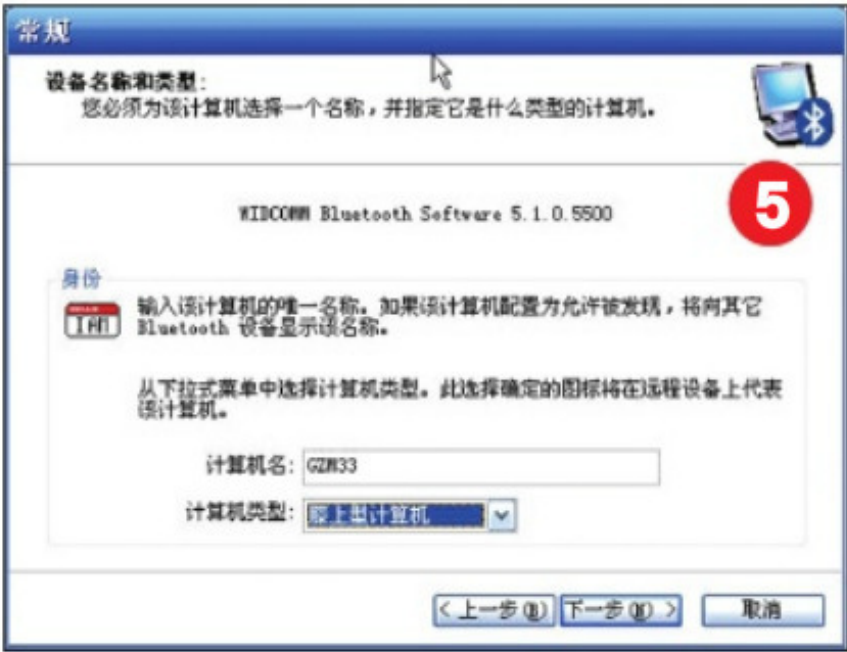 常规
设备名称和类型:
您必须为该计算机选择一个名称，并指定它是什么类型的计算机。
5
WIDCOMM Bluetooth Software 5.1.0.5500
身份
输入该计算机的唯一名称。如果该计算机配置为允许被发现，将向其它
Bluetooth 设备显示该名称。
I AM
从下拉式菜单中选择计算机类型。此选择确定的图标将在远程设备上代表
该计算机。
计算机名: GZM33
计算机类型: 膝上型计算机
< 上一步(B) 下一步(N) > 取消